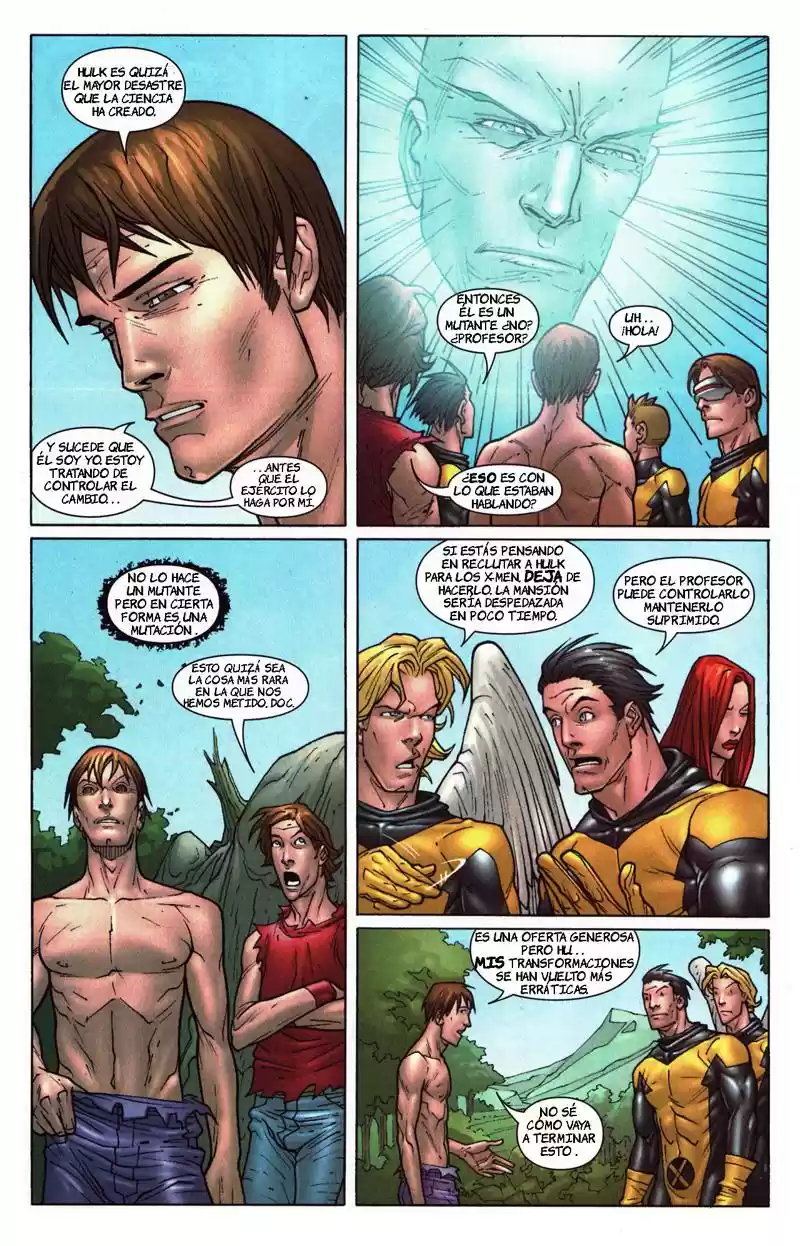 HULK ES QUIZÁ
EL MAYOR DESASTRE
QUE LA CIENCIA
HA CREADO.
Y SUCEDE QUE
ÉL SOY YO. ESTOY
TRATANDO DE
CONTROLAR EL
CAMBIO...
...ANTES
QUE EL
EJÉRCITO LO
HAGA POR MÍ.
ENTONCES
ÉL ES UN
MUTANTE ¿NO?
¿PROFESOR?
UH..
¡HOLA!
¿ESO ES CON
LO QUE ESTABAN
HABLANDO?
NO LO HACE
UN MUTANTE
PERO EN CIERTA
FORMA ES UNA
MUTACIÓN.
ESTO QUIZÁ SEA
LA COSA MÁS RARA
EN LA QUE NOS
HEMOS METIDO, DOC.
SI ESTÁS PENSANDO
EN RECLUTAR A HULK
PARA LOS X-MEN, DEJA DE
HACERLO. LA MANSIÓN
SERÍA DESPEDAZADA
EN POCO TIEMPO.
PERO EL PROFESOR
PUEDE CONTROLARLO
MANTENERLO
SUPRIMIDO.
ES UNA OFERTA GENEROSA
PERO HU..
MIS TRANSFORMACIONES
SE HAN VUELTO MÁS
ERRÁTICAS.
NO SÉ
CÓMO VAYA
A TERMINAR
ESTO.